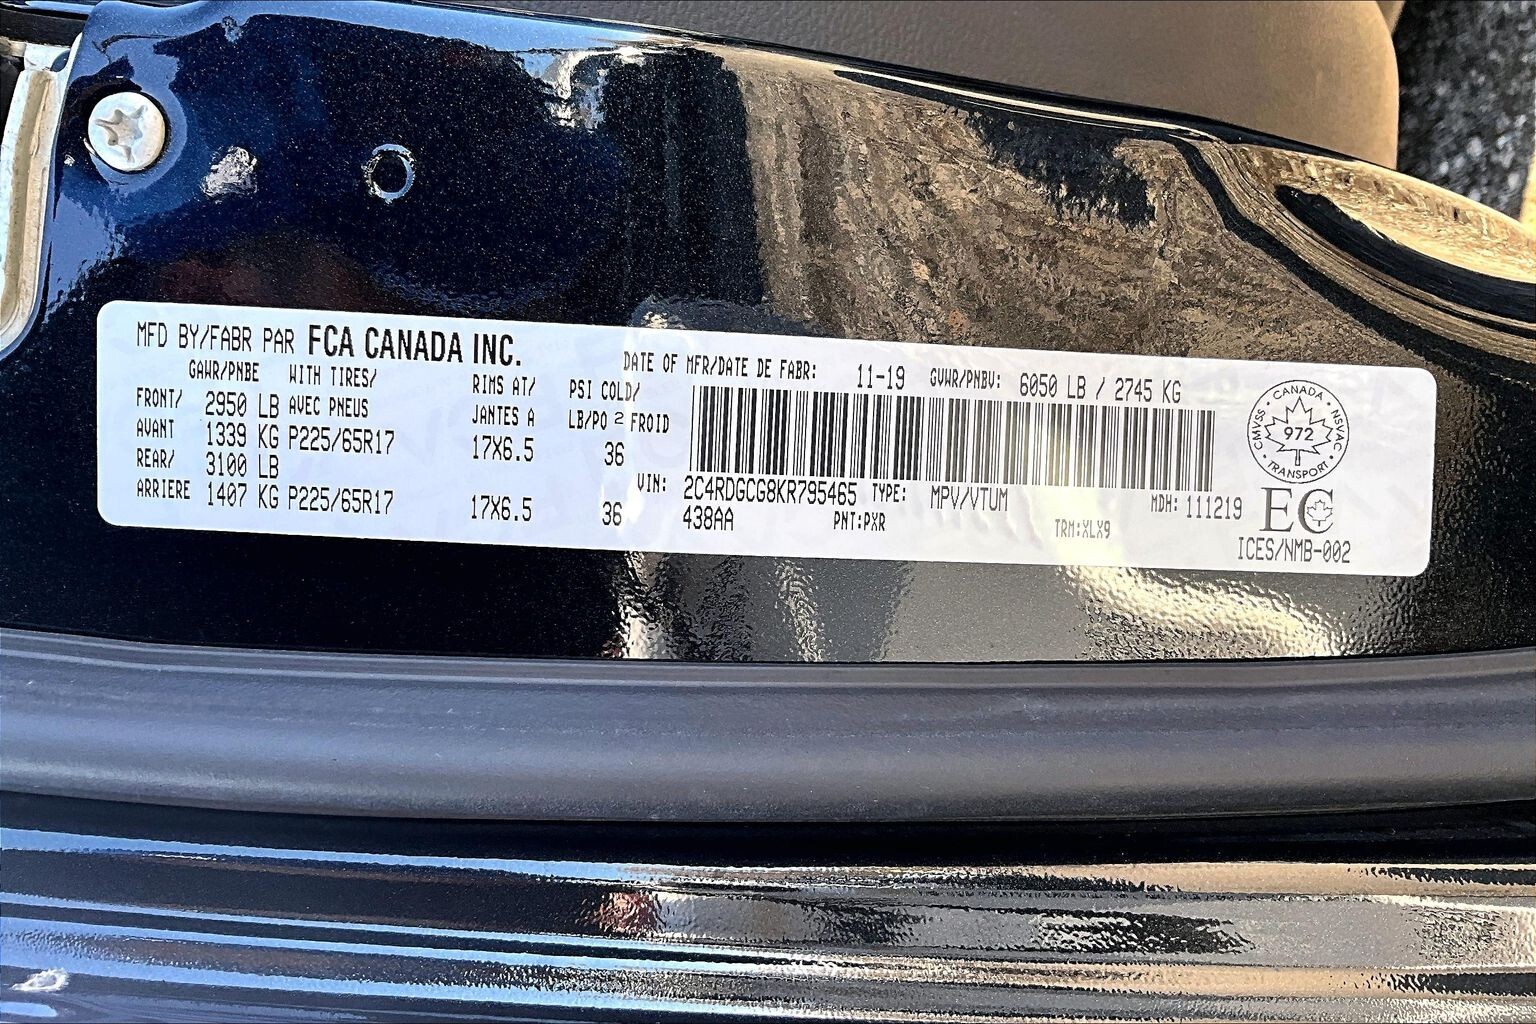 MFD BY/FABR PAR FCA CANADA INC.
DATE OF MFR/DATE DE FABR: 11-19 GVWR/PNBV: 6050 LB / 2745 KG
GAWR/PNBE WITH TIRES/ RIMS AT/ PSI COLD/
FRONT/ 2950 LB AVEC PNEUS JANTES A LB/PO 2 FROID
AVANT 1339 KG P225/65R17 17X6.5 36
REAR/ 3100 LB
ARRIERE 1407 KG P225/65R17 17X6.5 36
VIN: 2C4RDGCG8KR795465 TYPE: MPV/VTUM MDH: 111219
438AA PNT:PXR TRM:XLX9
CANADA
CMVSS 972 NSVAC
TRANSPORT
EC
ICES/NMB-002